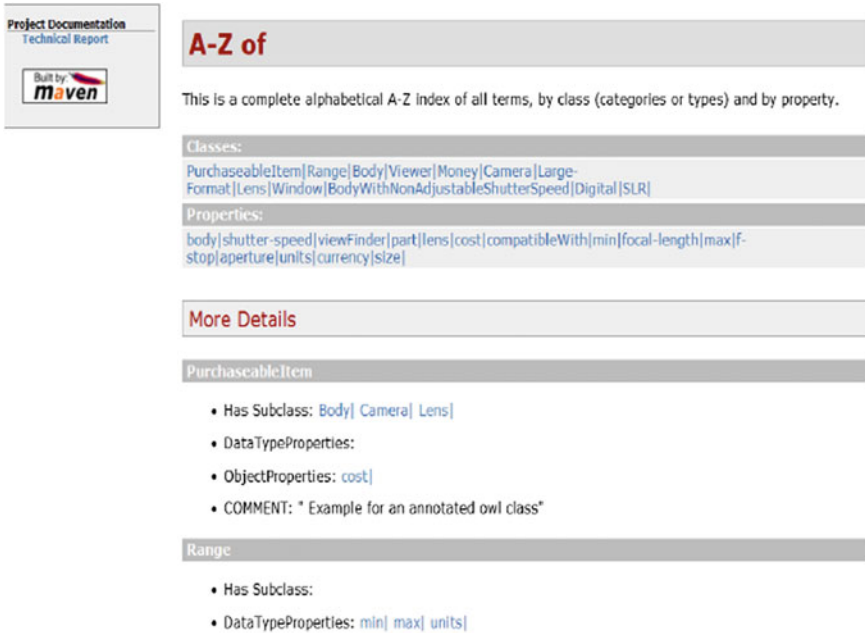 Project Documentation
Technical Report
Built by:
maven
A-Z of
This is a complete alphabetical A-Z index of all terms, by class (categories or types) and by property.
Classes:
PurchaseableItem|Range|Body|Viewer|Money|Camera|Large-
Format|Lens|Window|BodyWithNonAdjustableShutterSpeed|Digital|SLR|
Properties:
body|shutter-speed|viewFinder|part|lens|cost|compatibleWith|min|focal-length|max|f-
stop|aperture|units|currency|size|
More Details
PurchaseableItem
• Has Subclass: Body| Camera| Lens|
• DataTypeProperties:
• ObjectProperties: cost|
• COMMENT: " Example for an annotated owl class"
Range
• Has Subclass:
• DataTypeProperties: min| max| units|